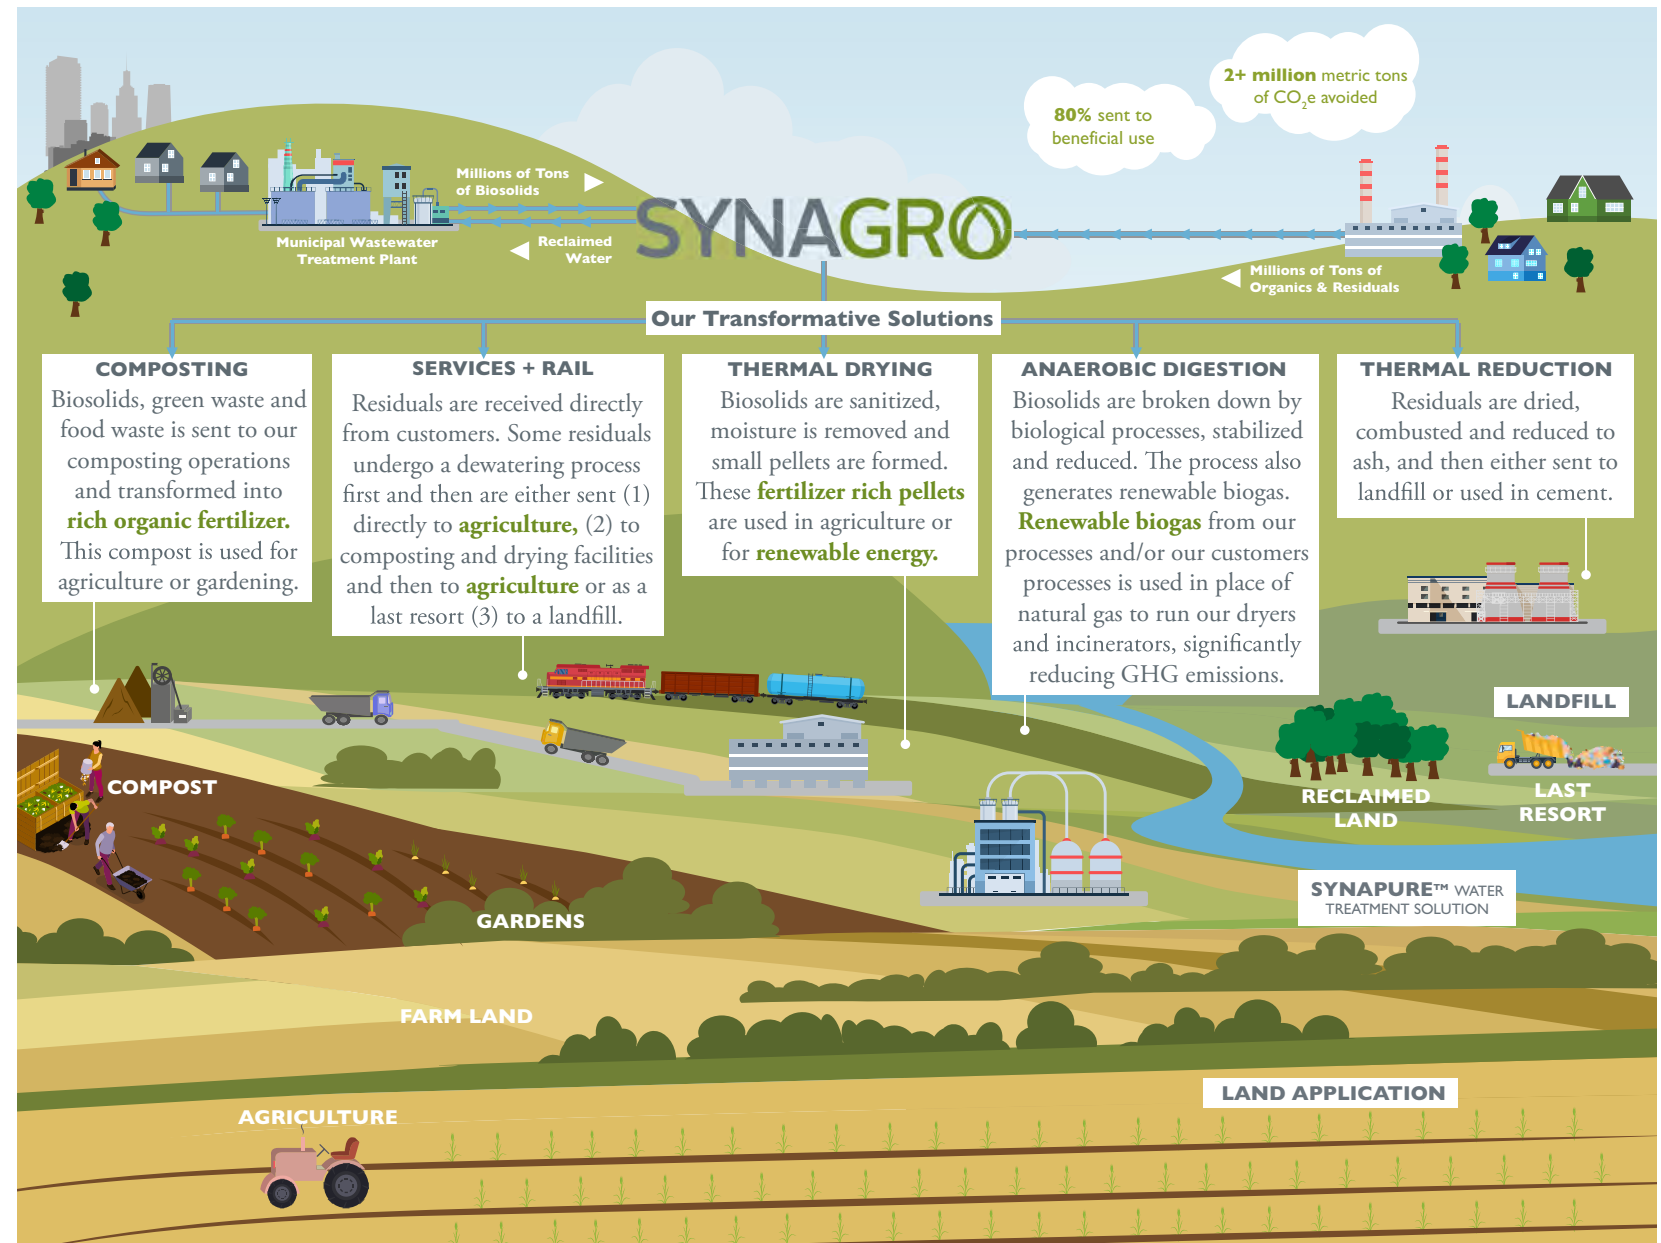 2+ million metric tons
of CO2e avoided
80% sent to
beneficial use
Millions of Tons
of Biosolids
SYNAGRO
Municipal Wastewater
Treatment Plant
Reclaimed
Water
Millions of Tons of
Organics & Residuals
Our Transformative Solutions
COMPOSTING
Biosolids, green waste and
food waste is sent to our
composting operations
and transformed into
rich organic fertilizer.
This compost is used for
agriculture or gardening.
SERVICES + RAIL
Residuals are received directly
from customers. Some residuals
undergo a dewatering process
first and then are either sent (1)
directly to agriculture, (2) to
composting and drying facilities
and then to agriculture or as a
last resort (3) to a landfill.
THERMAL DRYING
Biosolids are sanitized,
moisture is removed and
small pellets are formed.
These fertilizer rich pellets
are used in agriculture or
for renewable energy.
ANAEROBIC DIGESTION
Biosolids are broken down by
biological processes, stabilized
and reduced. The process also
generates renewable biogas.
Renewable biogas from our
processes and/or our customers
processes is used in place of
natural gas to run our dryers
and incinerators, significantly
reducing GHG emissions.
THERMAL REDUCTION
Residuals are dried,
combusted and reduced to
ash, and then either sent to
landfill or used in cement.
LANDFILL
COMPOST
RECLAIMED
LAND
LAST
RESORT
SYNAPURE™ WATER
TREATMENT SOLUTION
GARDENS
FARM LAND
LAND APPLICATION
AGRICULTURE